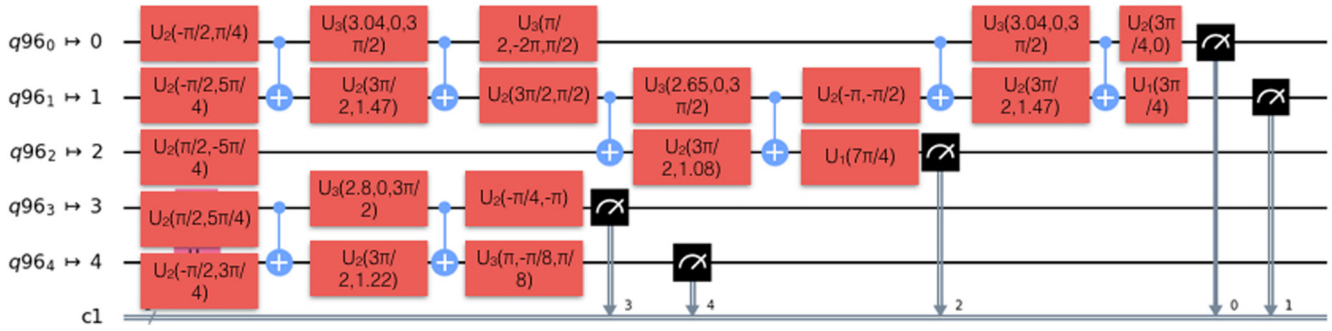 q96₀ ↦ 0
U₂(-π/2,π/4)
U₃(3.04,0,3
π/2)
U₃(π/
2,-2π,π/2)
U₃(3.04,0,3
π/2)
U₂(3π
/4,0)
q96₁ ↦ 1
U₂(-π/2,5π/
4)
U₂(3π/
2,1.47)
U₂(3π/2,π/2)
U₃(2.65,0,3
π/2)
U₂(-π,-π/2)
U₂(3π/
2,1.47)
U₁(3π
/4)
q96₂ ↦ 2
U₂(π/2,-5π/
4)
U₂(3π/
2,1.08)
U₁(7π/4)
q96₃ ↦ 3
U₂(π/2,5π/4)
U₃(2.8,0,3π/
2)
U₂(-π/4,-π)
q96₄ ↦ 4
U₂(-π/2,3π/
4)
U₂(3π/
2,1.22)
U₃(π,-π/8,π/
8)
c1
3
4
2
0
1